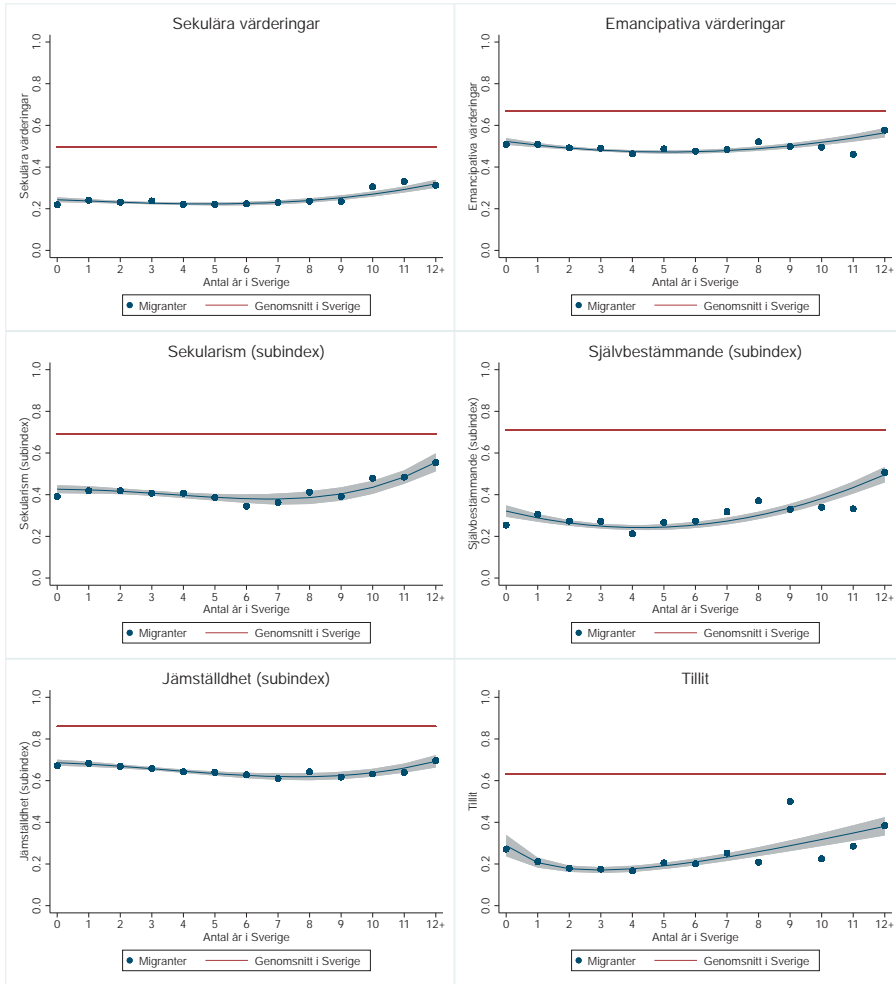 Sekulära värderingar
Sekulära värderingar
1.0
0.8
0.6
0.4
0.2
0.0
0 1 2 3 4 5 6 7 8 9 10 11 12+
Antal år i Sverige
Migranter Genomsnitt i Sverige
Emancipativa värderingar
Emancipativa värderingar
1.0
0.8
0.6
0.4
0.2
0.0
0 1 2 3 4 5 6 7 8 9 10 11 12+
Antal år i Sverige
Migranter Genomsnitt i Sverige
Sekularism (subindex)
Sekularism (subindex)
1.0
0.8
0.6
0.4
0.2
0.0
0 1 2 3 4 5 6 7 8 9 10 11 12+
Antal år i Sverige
Migranter Genomsnitt i Sverige
Självbestämmande (subindex)
Självbestämmande (subindex)
1.0
0.8
0.6
0.4
0.2
0.0
0 1 2 3 4 5 6 7 8 9 10 11 12+
Antal år i Sverige
Migranter Genomsnitt i Sverige
Jämställdhet (subindex)
Jämställdhet (subindex)
1.0
0.8
0.6
0.4
0.2
0.0
0 1 2 3 4 5 6 7 8 9 10 11 12+
Antal år i Sverige
Migranter Genomsnitt i Sverige
Tillit
Tillit
1.0
0.8
0.6
0.4
0.2
0.0
0 1 2 3 4 5 6 7 8 9 10 11 12+
Antal år i Sverige
Migranter Genomsnitt i Sverige